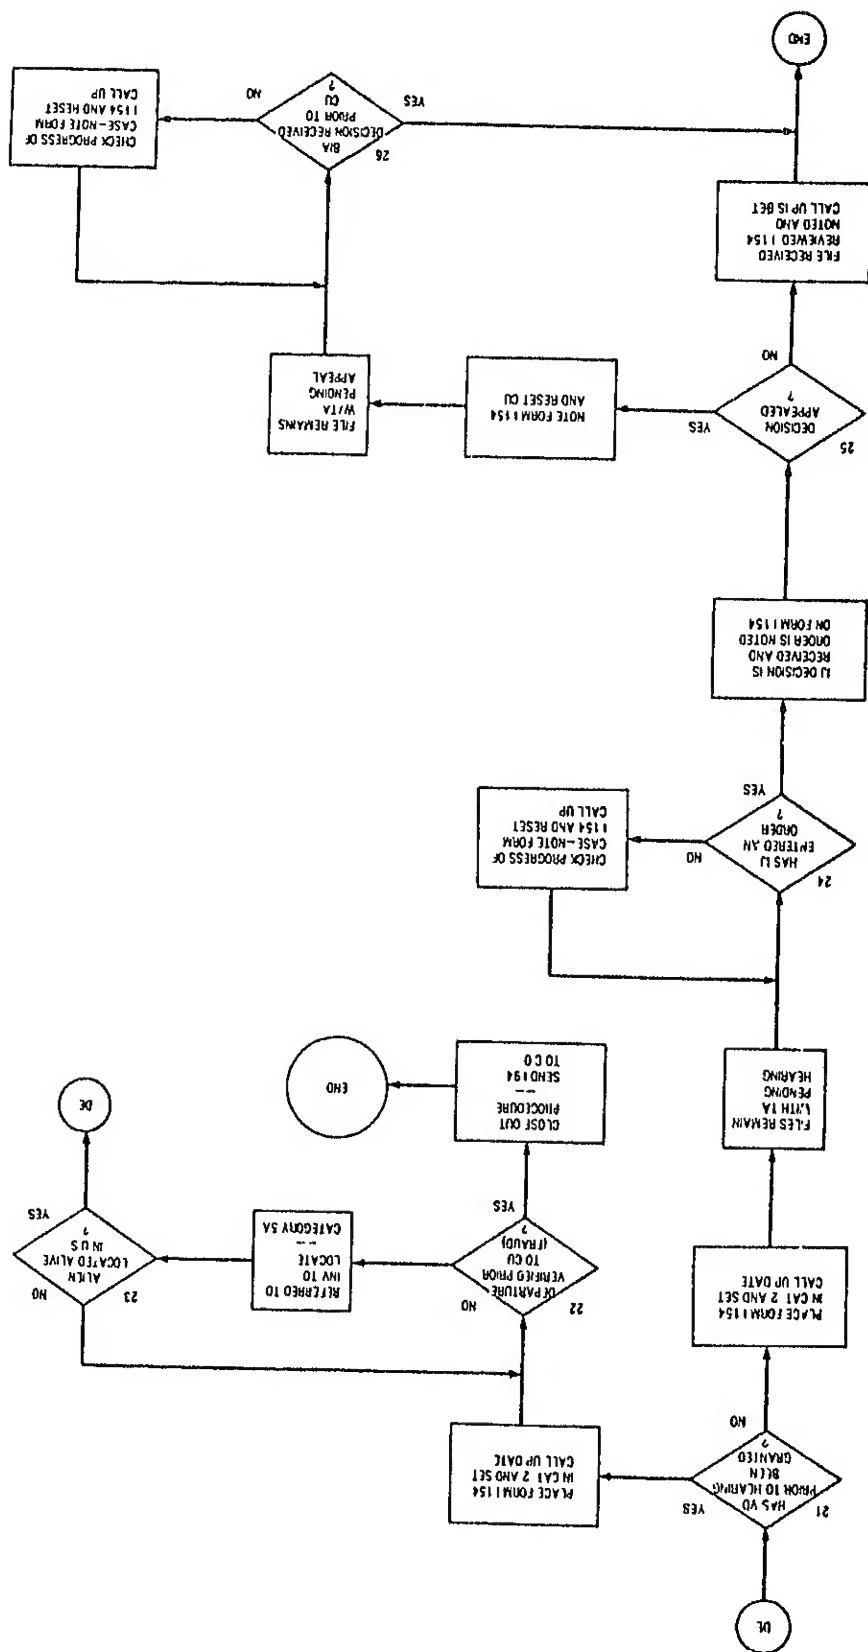 DL
21
HAS VD
PRIOR TO HEARING
BEEN
GRANTED
?
YES
NO
PLACE FORM I 154
IN CAT 2 AND SET
CALL UP DATE
22
DEPARTURE
VERIFIED PRIOR
TO CU
(FRAUD)
?
NO
YES
REFERRED TO
INV TO
LOCATE
--
CATEGORY 5A
23
ALIEN
LOCATED ALIVE
IN U S
?
NO
YES
DE
CLOSE OUT
PROCEDURE
--
SEND I 94
TO C O
END
PLACE FORM I 154
IN CAT 2 AND SET
CALL UP DATE
FILES REMAIN
WITH TA
PENDING
HEARING
24
HAS IJ
ENTERED AN
ORDER
?
NO
YES
CHECK PROGRESS OF
CASE-NOTE FORM
I 154 AND RESET
CALL UP
IJ DECISION IS
RECEIVED AND
ORDER IS NOTED
ON FORM I 154
25
DECISION
APPEALED
?
YES
NO
NOTE FORM I 154
AND RESET CU
FILE REMAINS
W/TA
PENDING
APPEAL
FILE RECEIVED
REVIEWED I 154
NOTED AND
CALL UP IS BET
26
BIA
DECISION RECEIVED
PRIOR TO
CU
?
NO
YES
CHECK PROGRESS OF
CASE-NOTE FORM
I 154 AND RESET
CALL UP
END